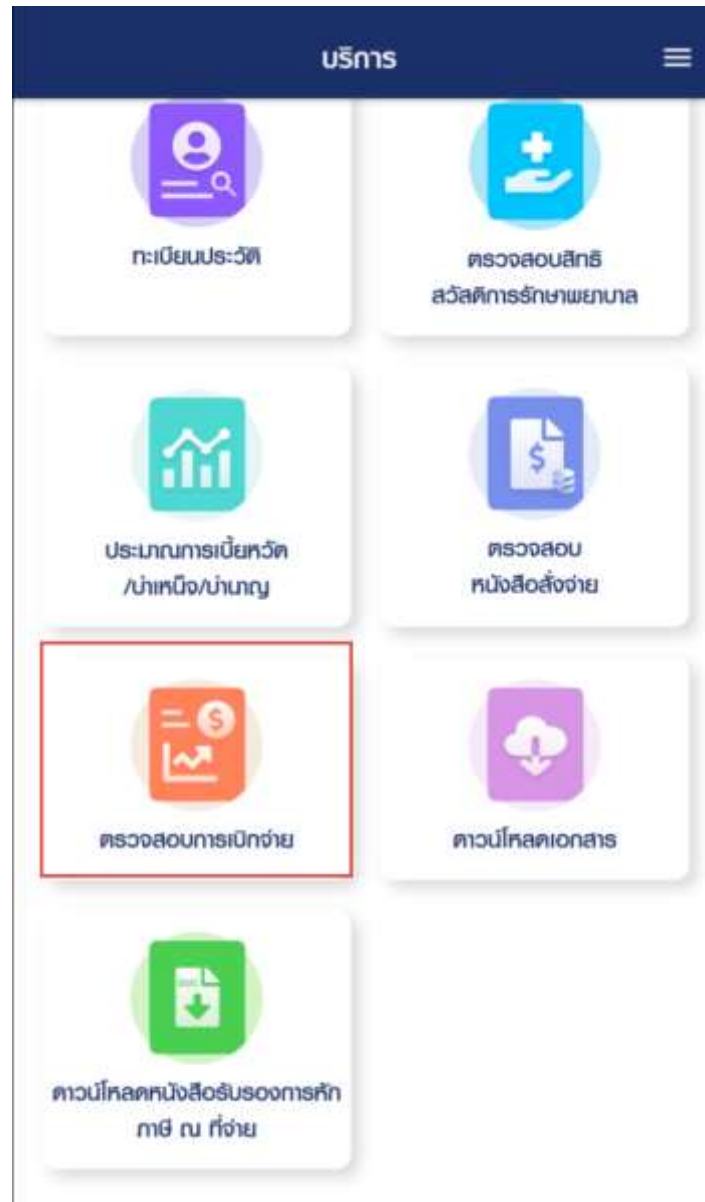 บริการ
ทะเบียนประวัติ
ตรวจสอบสิทธิ
สวัสดิการรักษาพยาบาล
ประมาณการเบี้ยหวัด
/บำเหน็จ/บำนาญ
$
ตรวจสอบ
หนังสือสั่งจ่าย
$
ตรวจสอบการเบิกจ่าย
ดาวน์โหลดเอกสาร
ดาวน์โหลดหนังสือรับรองการหัก
ภาษี ณ ที่จ่าย